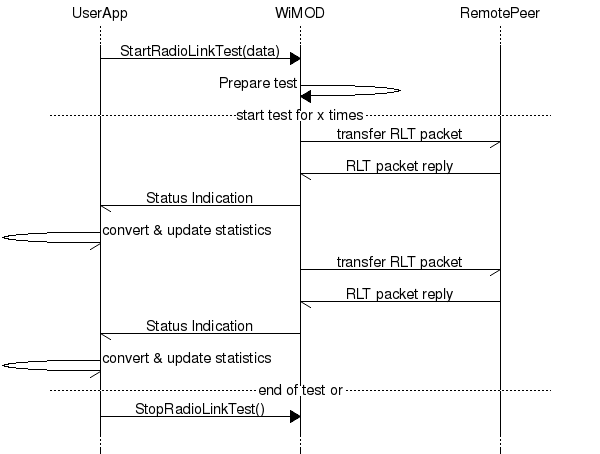 UserApp WiMOD RemotePeer
StartRadioLinkTest(data)
Prepare test
start test for x times
transfer RLT packet
RLT packet reply
Status Indication
convert & update statistics
transfer RLT packet
RLT packet reply
Status Indication
convert & update statistics
end of test or
StopRadioLinkTest()